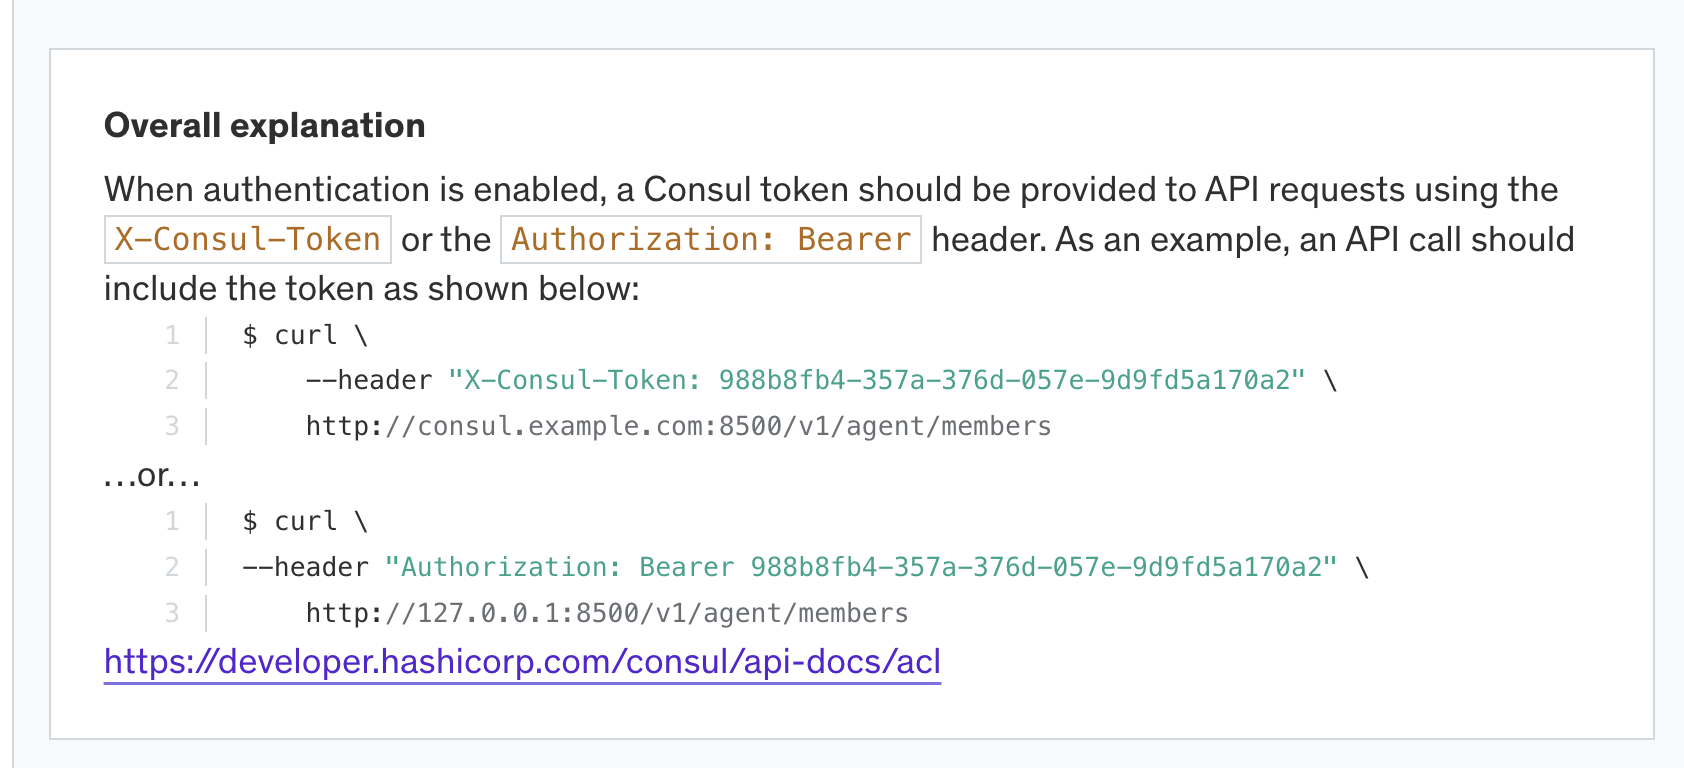 Overall explanation
When authentication is enabled, a Consul token should be provided to API requests using the
X-Consul-Token or the Authorization: Bearer header. As an example, an API call should
include the token as shown below:
1 $ curl \
2 --header "X-Consul-Token: 988b8fb4-357a-376d-057e-9d9fd5a170a2" \
3 http://consul.example.com:8500/v1/agent/members
...or...
1 $ curl \
2 --header "Authorization: Bearer 988b8fb4-357a-376d-057e-9d9fd5a170a2" \
3 http://127.0.0.1:8500/v1/agent/members
https://developer.hashicorp.com/consul/api-docs/acl